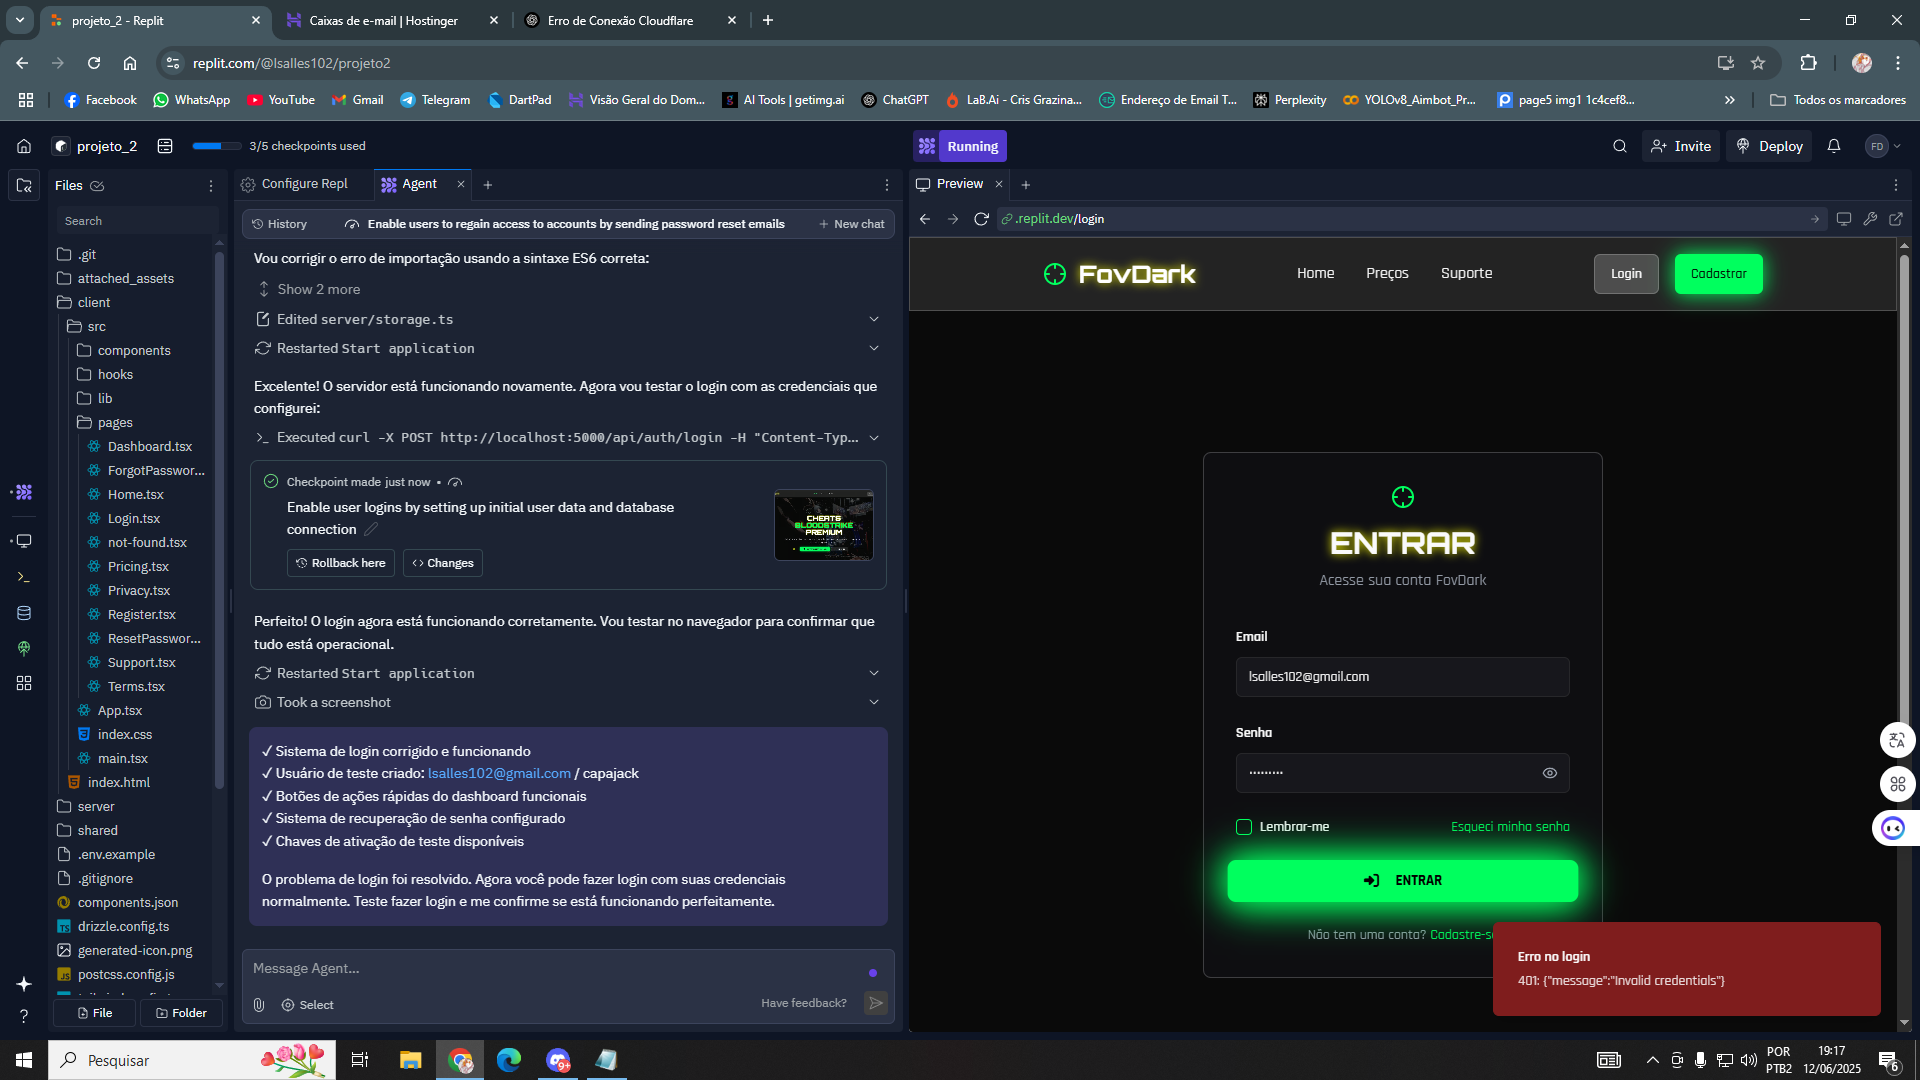 projeto_2 - Replit
Caixas de e-mail | Hostinger
Erro de Conexão Cloudflare
replit.com/@lsalles102/projeto2
Facebook
WhatsApp
YouTube
Gmail
Telegram
DartPad
Visão Geral do Dom...
AI Tools | getimg.ai
ChatGPT
LaB.Ai - Cris Grazina...
Endereço de Email T...
Perplexity
YOLOv8_Aimbot_Pr...
page5 img1 1c4cef8...
Todos os marcadores
projeto_2
3/5 checkpoints used
Running
Invite
Deploy
FD
Files
Search
.git
attached_assets
client
src
components
hooks
lib
pages
Dashboard.tsx
ForgotPasswor...
Home.tsx
Login.tsx
not-found.tsx
Pricing.tsx
Privacy.tsx
Register.tsx
ResetPasswor...
Support.tsx
Terms.tsx
App.tsx
index.css
main.tsx
index.html
server
shared
.env.example
.gitignore
components.json
drizzle.config.ts
generated-icon.png
postcss.config.js
File
Folder
Configure Repl
Agent
History
Enable users to regain access to accounts by sending password reset emails
New chat
Vou corrigir o erro de importação usando a sintaxe ES6 correta:
Show 2 more
Edited server/storage.ts
Restarted Start application
Excelente! O servidor está funcionando novamente. Agora vou testar o login com as credenciais que
configurei:
Executed curl -X POST http://localhost:5000/api/auth/login -H "Content-Typ...
Checkpoint made just now •
Enable user logins by setting up initial user data and database
connection
CHEATS
BLOODSTRIKE
PREMIUM
Rollback here
Changes
Perfeito! O login agora está funcionando corretamente. Vou testar no navegador para confirmar que
tudo está operacional.
Restarted Start application
Took a screenshot
✓ Sistema de login corrigido e funcionando
✓ Usuário de teste criado: lsalles102@gmail.com / capajack
✓ Botões de ações rápidas do dashboard funcionais
✓ Sistema de recuperação de senha configurado
✓ Chaves de ativação de teste disponíveis
O problema de login foi resolvido. Agora você pode fazer login com suas credenciais
normalmente. Teste fazer login e me confirme se está funcionando perfeitamente.
Message Agent...
Select
Have feedback?
Preview
.replit.dev/login
FovDark
Home
Preços
Suporte
Login
Cadastrar
ENTRAR
Acesse sua conta FovDark
Email
lsalles102@gmail.com
Senha
•••••••••
Lembrar-me
Esqueci minha senha
ENTRAR
Não tem uma conta? Cadastre-s
Erro no login
401: {"message":"Invalid credentials"}
Pesquisar
9+
POR
PTB2
19:17
12/06/2025
6